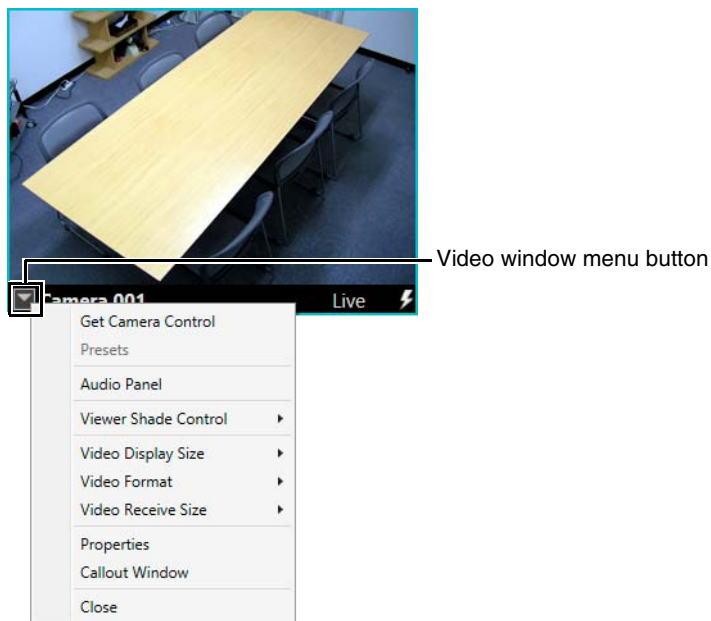 Video window menu button
Camera 001 Live
Get Camera Control
Presets
Audio Panel
Viewer Shade Control
Video Display Size
Video Format
Video Receive Size
Properties
Callout Window
Close